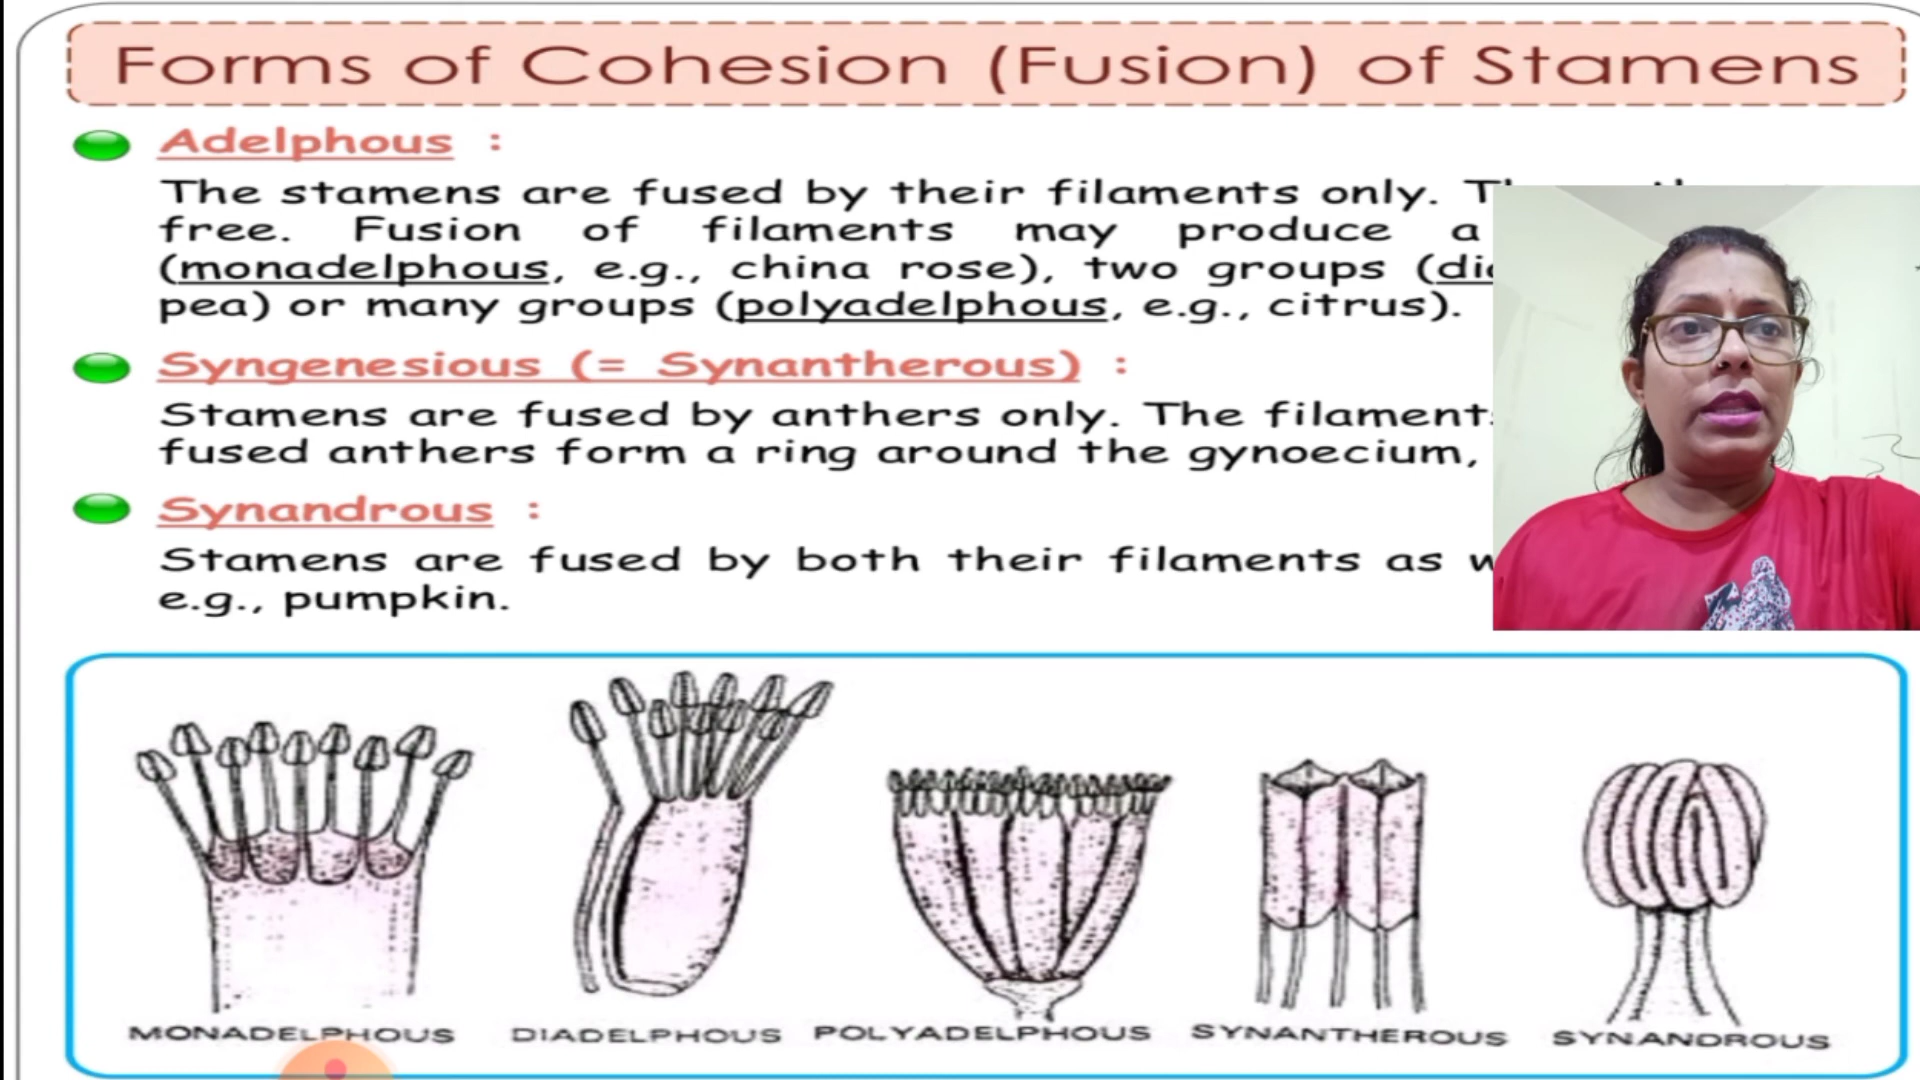 Forms of Cohesion (Fusion) of Stamens
Adelphous :
The stamens are fused by their filaments only.
free. Fusion of filaments may produce a
(monadelphous, e.g., china rose), two groups (
pea) or many groups (polyadelphous, e.g., citrus).
Syngenesious (= Synantherous) :
Stamens are fused by anthers only. The
fused anthers form a ring around the gynoecium,
Synandrous :
Stamens are fused by both their filaments as
e.g., pumpkin.
MONADELPHOUS DIADELPHOUS POLYADELPHOUS SYNANTHEROUS SYNANDROUS